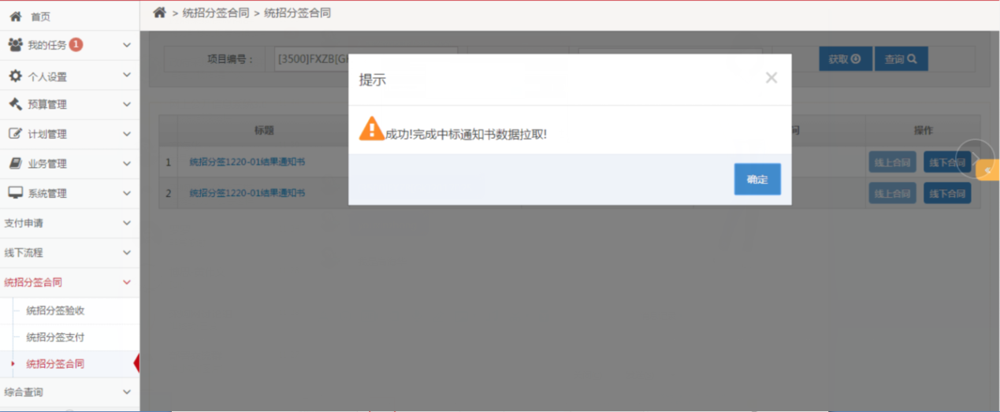 首页
> 统招分签合同 > 统招分签合同
我的任务 1
个人设置
预算管理
计划管理
业务管理
系统管理
支付申请
线下流程
统招分签合同
统招分签验收
统招分签支付
统招分签合同
综合查询
项目编号:
[3500]FXZB[G
获取
查询
标题
操作
1 统招分签1220-01结果通知书 线上合同 线下合同
2 统招分签1220-01结果通知书 线上合同 线下合同
提示
成功!完成中标通知书数据拉取!
确定